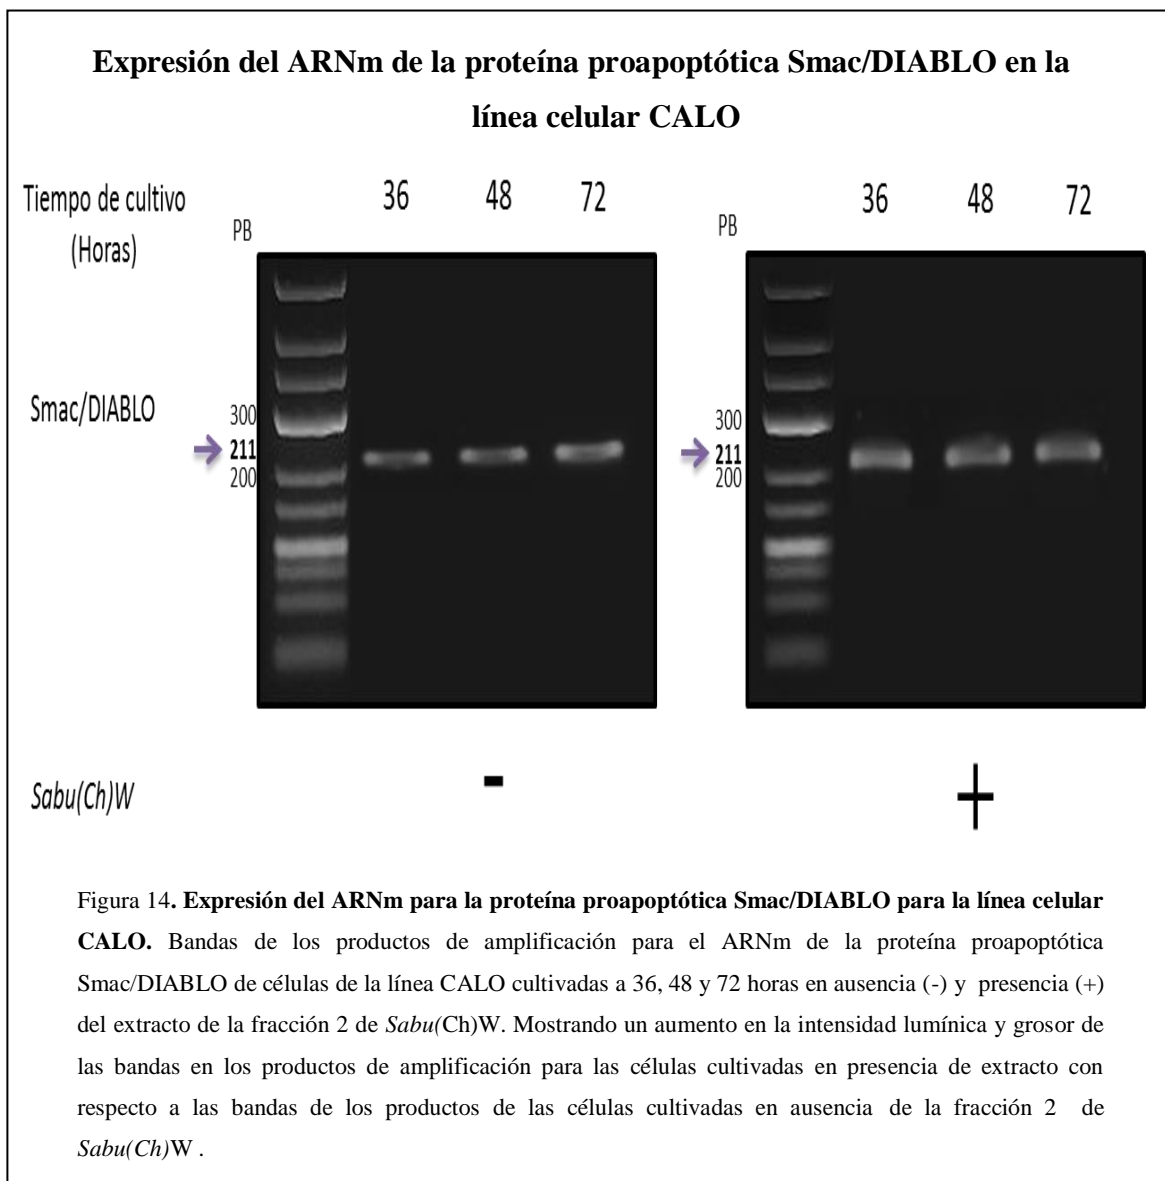 Expresión del ARNm de la proteína proapoptótica Smac/DIABLO en la
línea celular CALO
Tiempo de cultivo
(Horas)
36 48 72
36 48 72
PB
PB
Smac/DIABLO
300
211
200
300
211
200
Sabu(Ch)W
-
+
Figura 14. Expresión del ARNm para la proteína proapoptótica Smac/DIABLO para la línea celular
CALO. Bandas de los productos de amplificación para el ARNm de la proteína proapoptótica
Smac/DIABLO de células de la línea CALO cultivadas a 36, 48 y 72 horas en ausencia (-) y presencia (+)
del extracto de la fracción 2 de Sabu(Ch)W. Mostrando un aumento en la intensidad lumínica y grosor de
las bandas en los productos de amplificación para las células cultivadas en presencia de extracto con
respecto a las bandas de los productos de las células cultivadas en ausencia de la fracción 2 de
Sabu(Ch)W .